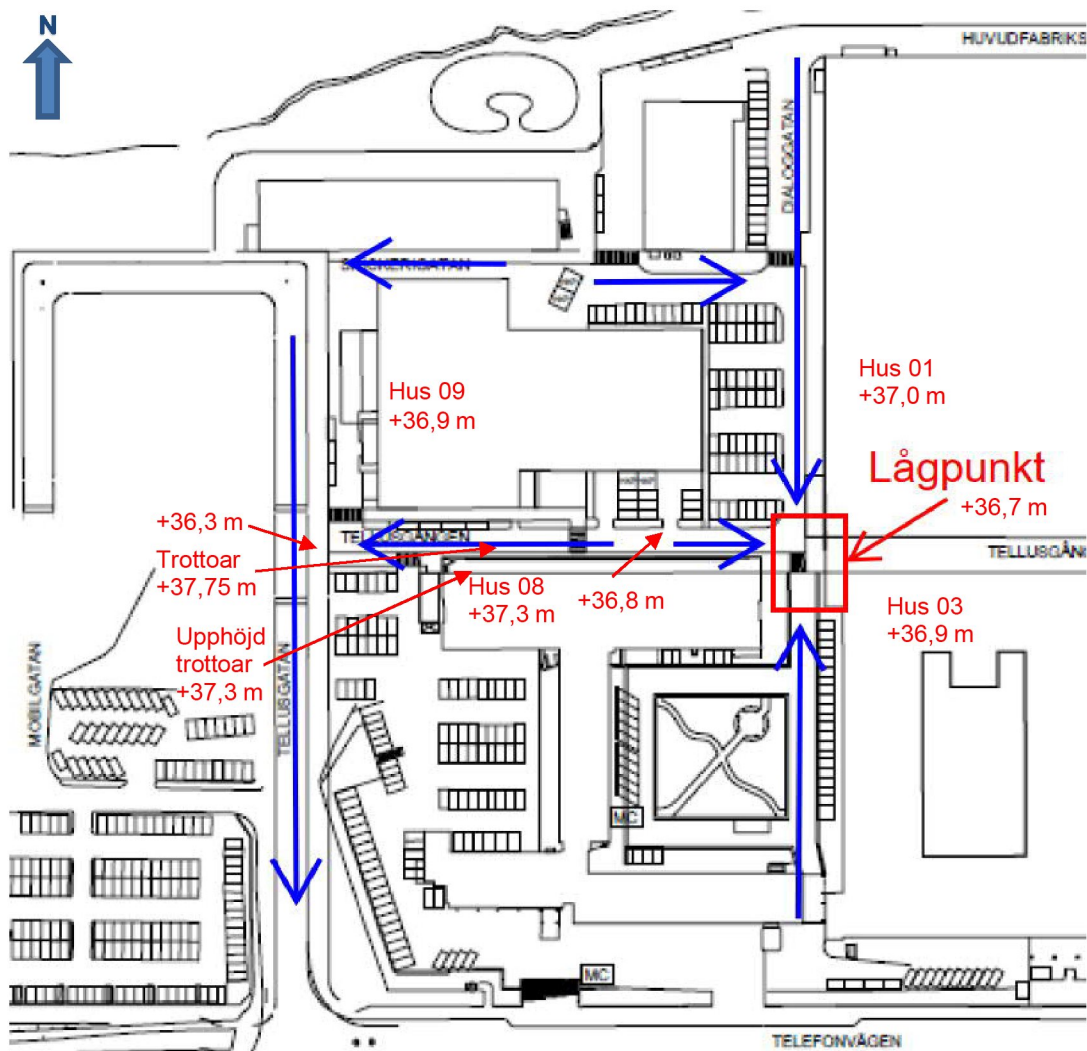 N
HUVUDFABRIKS
DIALOGGATAN
Hus 01
+37,0 m
Hus 09
+36,9 m
Lågpunkt
+36,7 m
+36,3 m
TELLUSGÅNGEN
TELLUSGÅNG
Trottoar
+37,75 m
Hus 08
+37,3 m
+36,8 m
Hus 03
+36,9 m
Upphöjd
trottoar
+37,3 m
MOBILGATAN
TELLUSGATAN
MC
MC
TELEFONVÄGEN